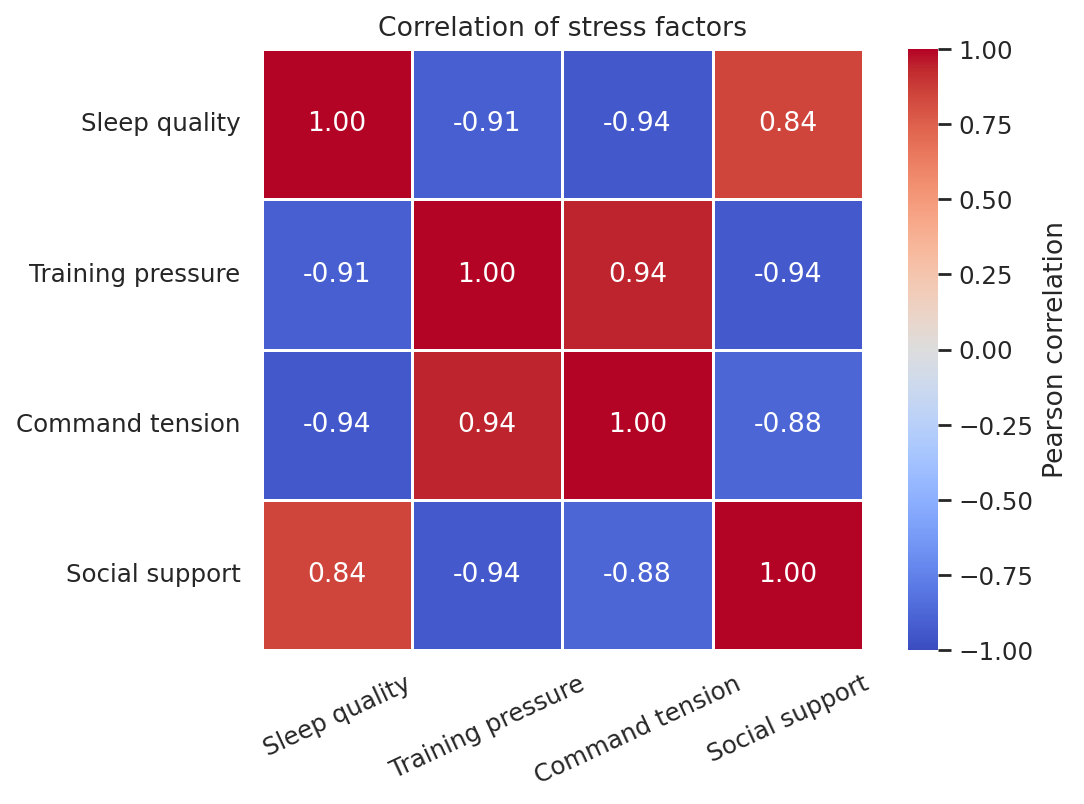 Correlation of stress factors
Sleep quality 1.00 -0.91 -0.94 0.84
Training pressure -0.91 1.00 0.94 -0.94
Command tension -0.94 0.94 1.00 -0.88
Social support 0.84 -0.94 -0.88 1.00
Sleep quality Training pressure Command tension Social support
1.00
0.75
0.50
0.25
0.00
−0.25
−0.50
−0.75
−1.00
Pearson correlation